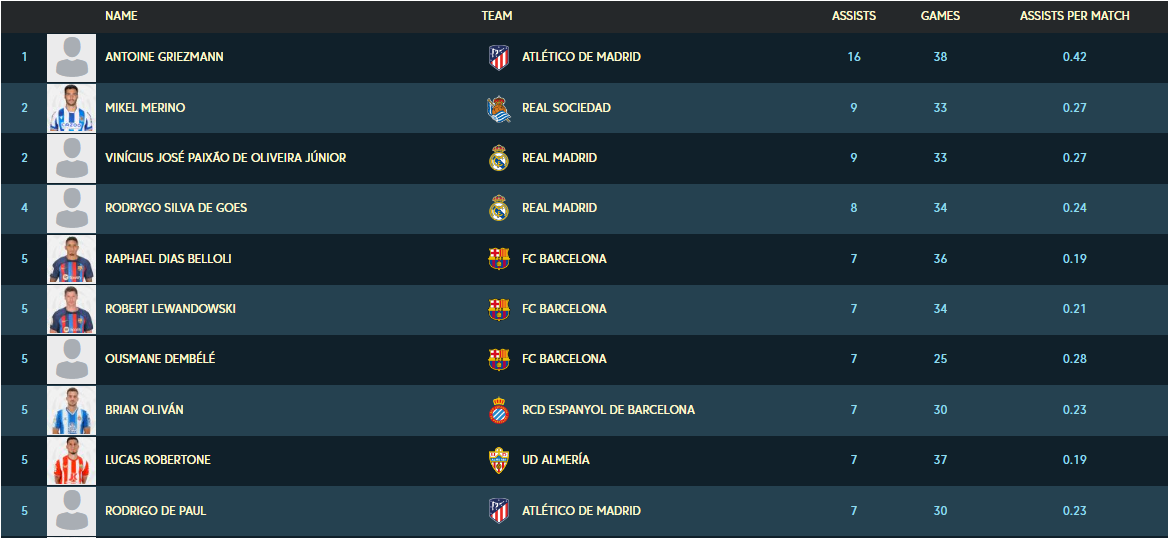 NAME TEAM ASSISTS GAMES ASSISTS PER MATCH
1 ANTOINE GRIEZMANN ATLÉTICO DE MADRID 16 38 0.42
2 MIKEL MERINO REAL SOCIEDAD 9 33 0.27
2 VINÍCIUS JOSÉ PAIXÃO DE OLIVEIRA JÚNIOR REAL MADRID 9 33 0.27
4 RODRYGO SILVA DE GOES REAL MADRID 8 34 0.24
5 RAPHAEL DIAS BELLOLI FC BARCELONA 7 36 0.19
5 ROBERT LEWANDOWSKI FC BARCELONA 7 34 0.21
5 OUSMANE DEMBÉLÉ FC BARCELONA 7 25 0.28
5 BRIAN OLIVÁN RCD ESPANYOL DE BARCELONA 7 30 0.23
5 LUCAS ROBERTONE UD ALMERÍA 7 37 0.19
5 RODRIGO DE PAUL ATLÉTICO DE MADRID 7 30 0.23